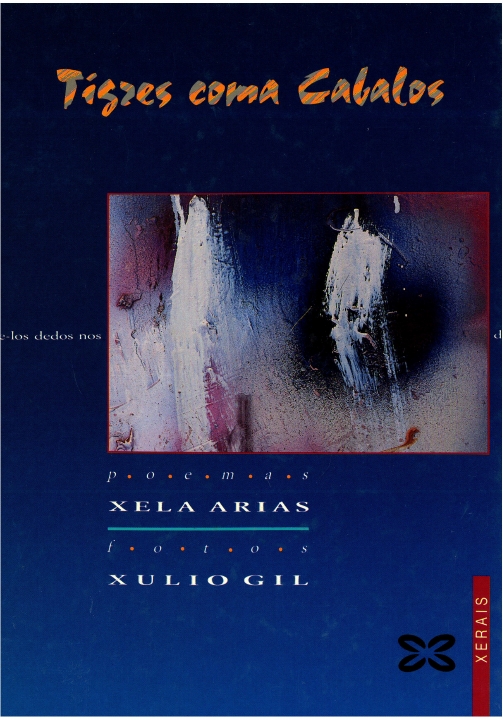 Tigres coma Cabalos
e-los dedos nos
d
p.o.e.m.a.s
XELA ARIAS
f.o.t.o.s
XULIO GIL
XERAIS